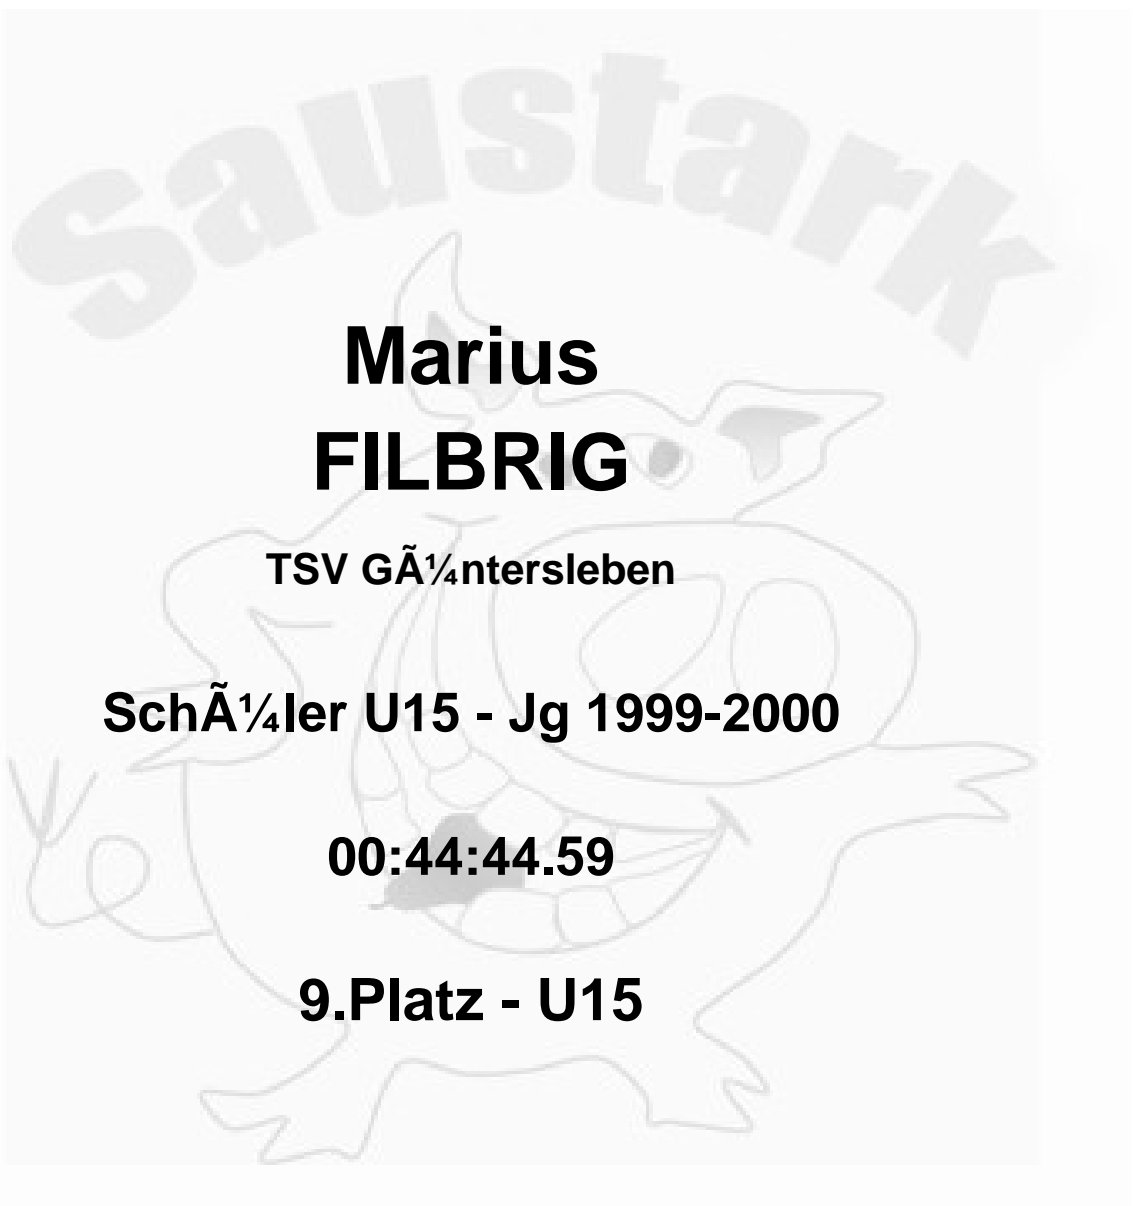 Saustark
Marius
FILBRIG
TSV GÃ¼ntersleben
SchÃ¼ler U15 - Jg 1999-2000
00:44:44.59
9.Platz - U15